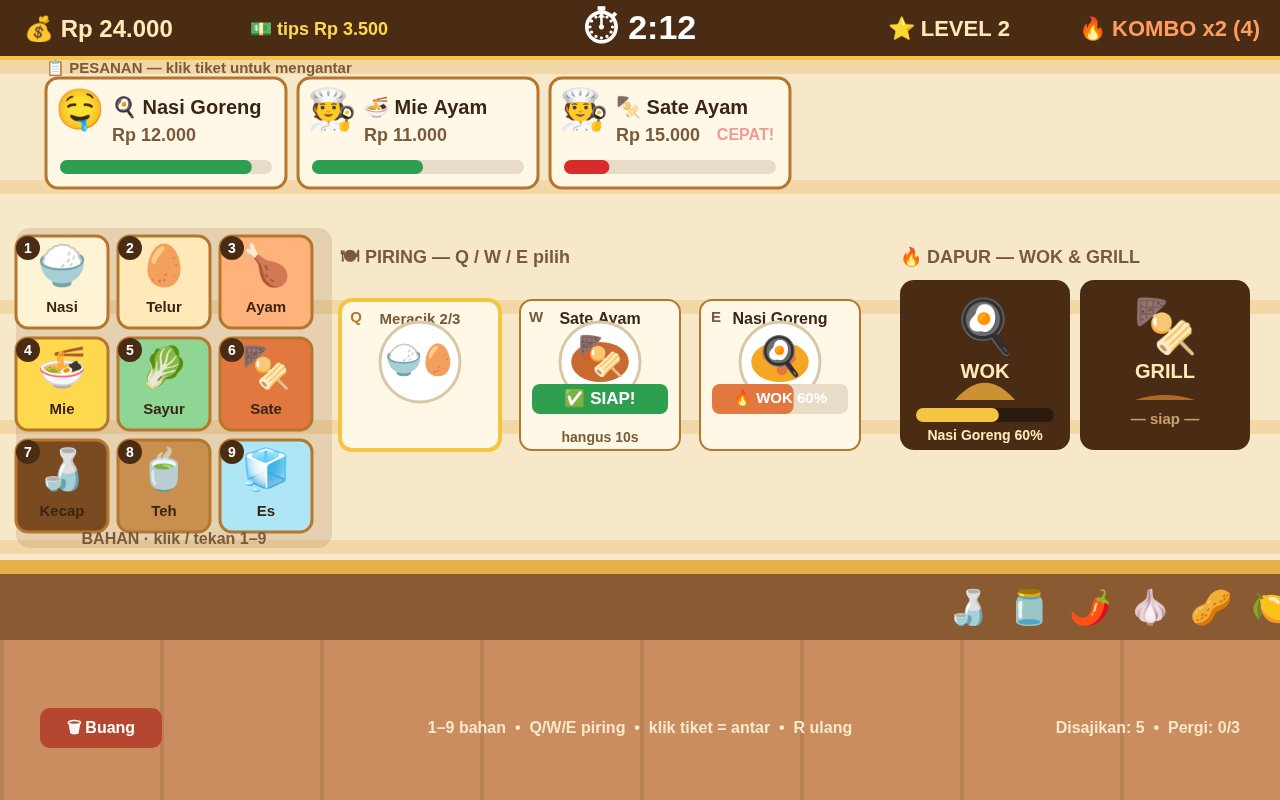 Rp 24.000
tips Rp 3.500
2:12
LEVEL 2
KOMBO x2 (4)
PESANAN — klik tiket untuk mengantar
Nasi Goreng
Rp 12.000
Mie Ayam
Rp 11.000
Sate Ayam
Rp 15.000 CEPAT!
1
Nasi
2
Telur
3
Ayam
4
Mie
5
Sayur
6
Sate
7
Kecap
8
Teh
9
Es
BAHAN · klik / tekan 1–9
PIRING — Q / W / E pilih
Q Meracik 2/3
W Sate Ayam
✅ SIAP!
hangus 10s
E Nasi Goreng
WOK 60%
DAPUR — WOK & GRILL
WOK
Nasi Goreng 60%
GRILL
— siap —
Buang
1–9 bahan • Q/W/E piring • klik tiket = antar • R ulang
Disajikan: 5 • Pergi: 0/3